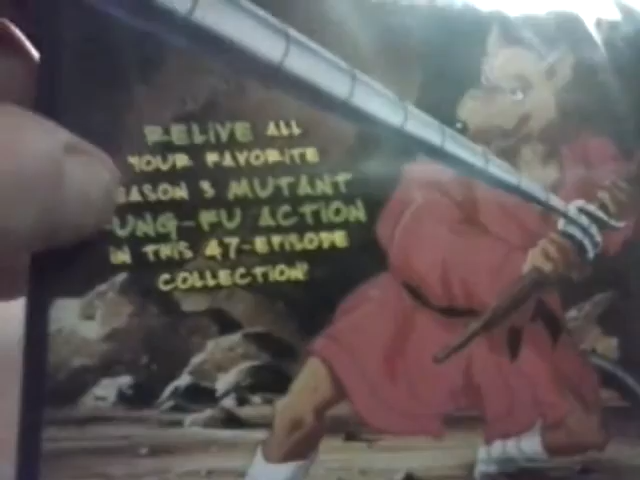 RELIVE ALL
YOUR FAVORITE
SEASON 3 MUTANT
KUNG-FU ACTION
IN THIS 47-EPISODE
COLLECTION!